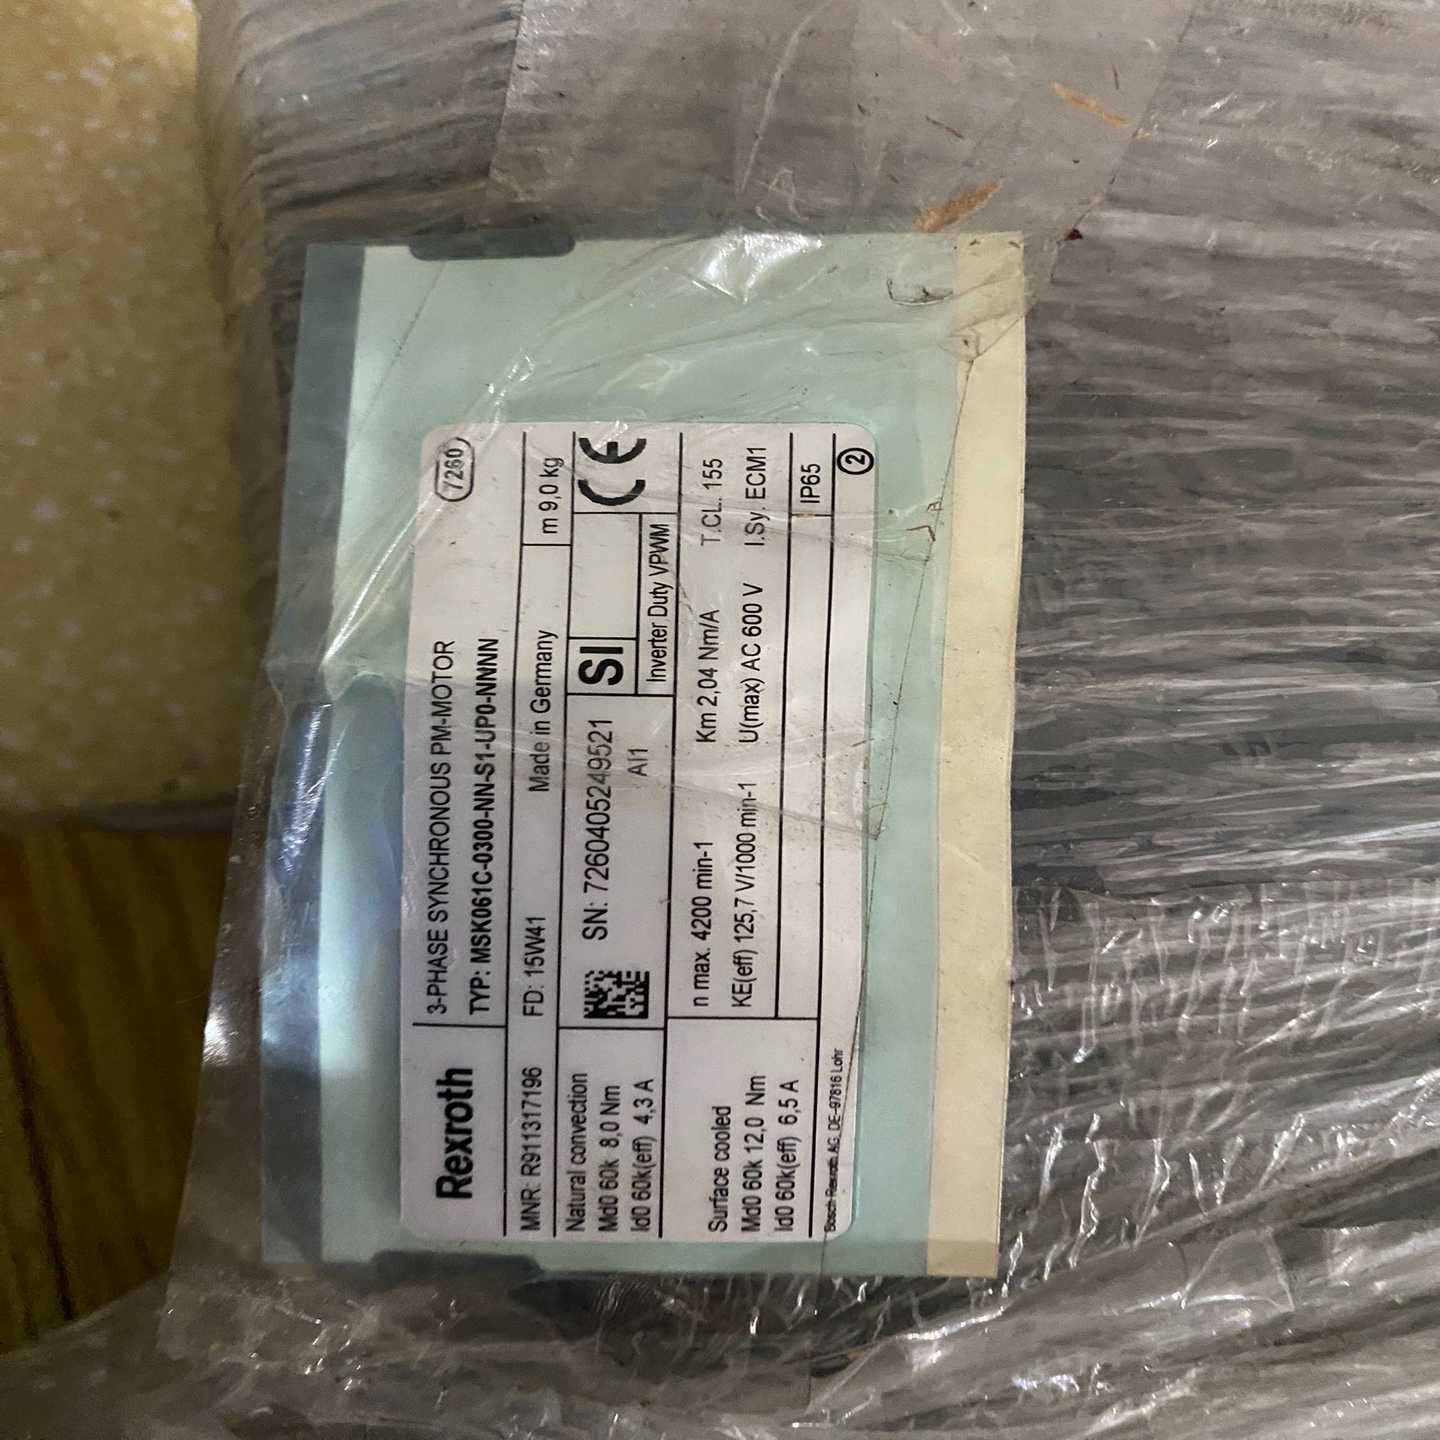 Rexroth
3-PHASE SYNCHRONOUS PM-MOTOR
7260
TYP: MSK061C-0300-NN-S1-UP0-NNNN
MNR: R911317196
FD: 15W41
Made in Germany
m 9,0 kg
Natural convection
Md0 60k 8,0 Nm
Id0 60k(eff) 4,3 A
SN: 7260405249521
AI1
SI
Inverter Duty VPWM
CE
Surface cooled
Md0 60k 12,0 Nm
Id0 60k(eff) 6,5 A
n max. 4200 min-1
Km 2,04 Nm/A
T.CL. 155
KE(eff) 125,7 V/1000 min-1
U(max) AC 600 V
I.Sy. ECM1
IP65
Bosch Rexroth AG, DE-97816 Lohr
2